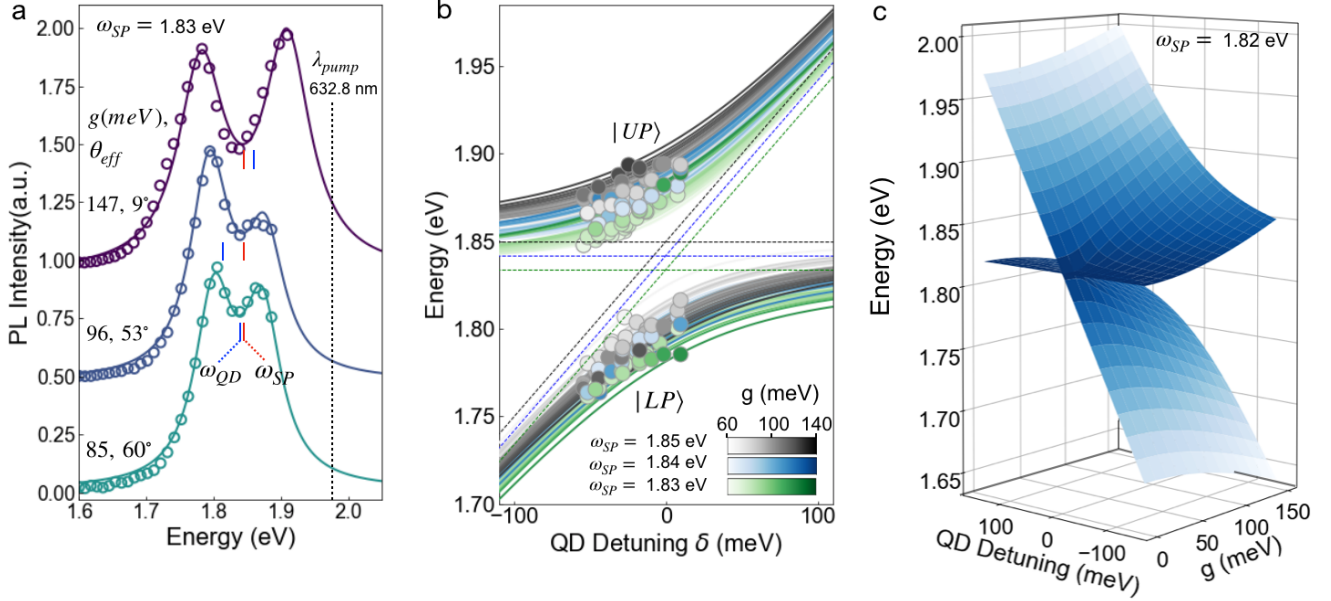 a
ω_SP = 1.83 eV
λ_pump
632.8 nm
g(meV),
θ_eff
147, 9°
96, 53°
85, 60°
ω_QD
ω_SP
2.00
1.75
1.50
1.25
1.00
0.75
0.50
0.25
0.00
PL Intensity(a.u.)
1.6 1.7 1.8 1.9 2.0
Energy (eV)
b
|UP⟩
|LP⟩
g (meV)
60 100 140
ω_SP = 1.85 eV
ω_SP = 1.84 eV
ω_SP = 1.83 eV
1.95
1.90
1.85
1.80
1.75
1.70
Energy (eV)
−100 0 100
QD Detuning δ (meV)
c
ω_SP = 1.82 eV
2.00
1.95
1.90
1.85
1.80
1.75
1.70
1.65
Energy (eV)
100 0 −100
QD Detuning (meV)
0 50 100 150
g (meV)